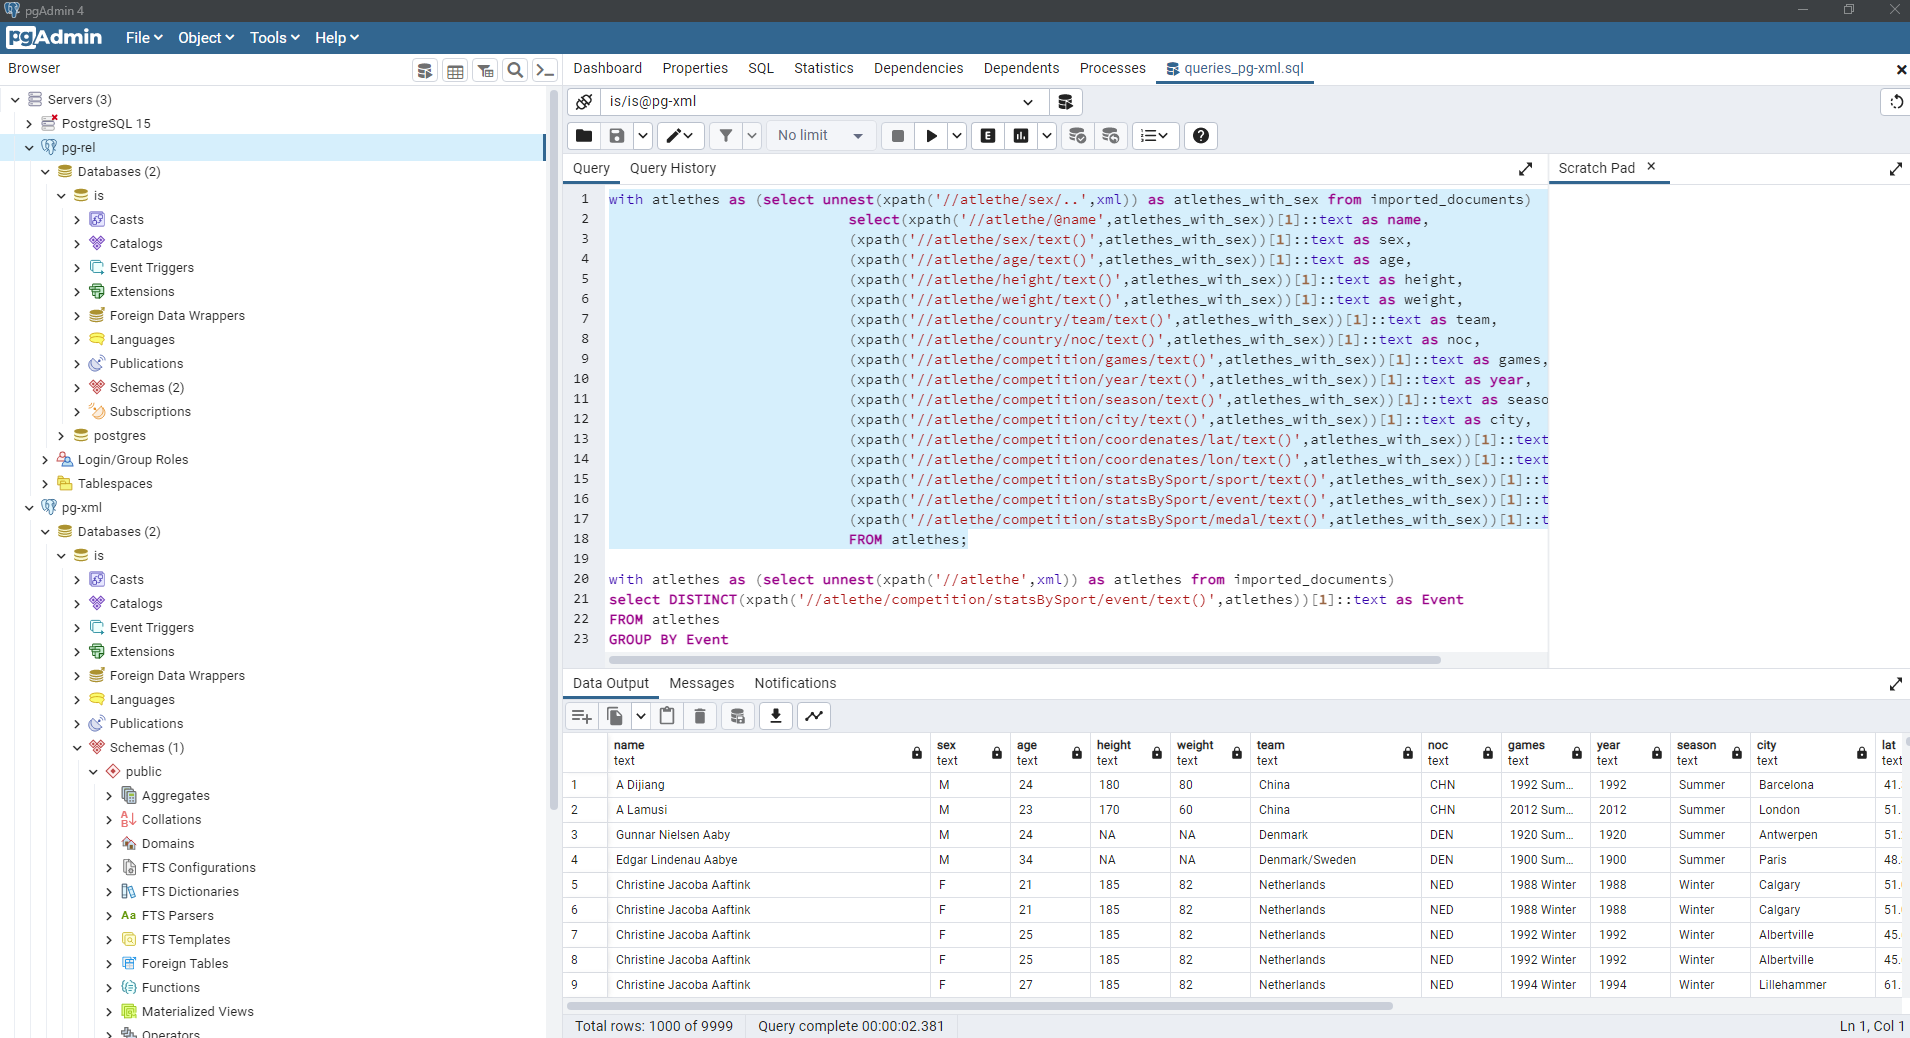 pgAdmin 4
pgAdmin File Object Tools Help
Browser
Dashboard Properties SQL Statistics Dependencies Dependents Processes queries_pg-xml.sql
Servers (3)
PostgreSQL 15
pg-rel
Databases (2)
is
Casts
Catalogs
Event Triggers
Extensions
Foreign Data Wrappers
Languages
Publications
Schemas (2)
Subscriptions
postgres
Login/Group Roles
Tablespaces
pg-xml
Databases (2)
is
Casts
Catalogs
Event Triggers
Extensions
Foreign Data Wrappers
Languages
Publications
Schemas (1)
public
Aggregates
Collations
Domains
FTS Configurations
FTS Dictionaries
Aa FTS Parsers
FTS Templates
Foreign Tables
Functions
Materialized Views
Operators
is/is@pg-xml
No limit
E
Query Query History
Scratch Pad
1 with atlethes as (select unnest(xpath('//atlethe/sex/..',xml)) as atlethes_with_sex from imported_documents)
2 select(xpath('//atlethe/@name',atlethes_with_sex))[1]::text as name,
3 (xpath('//atlethe/sex/text()',atlethes_with_sex))[1]::text as sex,
4 (xpath('//atlethe/age/text()',atlethes_with_sex))[1]::text as age,
5 (xpath('//atlethe/height/text()',atlethes_with_sex))[1]::text as height,
6 (xpath('//atlethe/weight/text()',atlethes_with_sex))[1]::text as weight,
7 (xpath('//atlethe/country/team/text()',atlethes_with_sex))[1]::text as team,
8 (xpath('//atlethe/country/noc/text()',atlethes_with_sex))[1]::text as noc,
9 (xpath('//atlethe/competition/games/text()',atlethes_with_sex))[1]::text as games,
10 (xpath('//atlethe/competition/year/text()',atlethes_with_sex))[1]::text as year,
11 (xpath('//atlethe/competition/season/text()',atlethes_with_sex))[1]::text as seaso
12 (xpath('//atlethe/competition/city/text()',atlethes_with_sex))[1]::text as city,
13 (xpath('//atlethe/competition/coordenates/lat/text()',atlethes_with_sex))[1]::text
14 (xpath('//atlethe/competition/coordenates/lon/text()',atlethes_with_sex))[1]::text
15 (xpath('//atlethe/competition/statsBySport/sport/text()',atlethes_with_sex))[1]::t
16 (xpath('//atlethe/competition/statsBySport/event/text()',atlethes_with_sex))[1]::t
17 (xpath('//atlethe/competition/statsBySport/medal/text()',atlethes_with_sex))[1]::t
18 FROM atlethes;
19
20 with atlethes as (select unnest(xpath('//atlethe',xml)) as atlethes from imported_documents)
21 select DISTINCT(xpath('//atlethe/competition/statsBySport/event/text()',atlethes))[1]::text as Event
22 FROM atlethes
23 GROUP BY Event
Data Output Messages Notifications
name sex age height weight team noc games year season city lat
text text text text text text text text text text text text
1 A Dijiang M 24 180 80 China CHN 1992 Sum... 1992 Summer Barcelona 41.
2 A Lamusi M 23 170 60 China CHN 2012 Sum... 2012 Summer London 51.
3 Gunnar Nielsen Aaby M 24 NA NA Denmark DEN 1920 Sum... 1920 Summer Antwerpen 51.
4 Edgar Lindenau Aabye M 34 NA NA Denmark/Sweden DEN 1900 Sum... 1900 Summer Paris 48.
5 Christine Jacoba Aaftink F 21 185 82 Netherlands NED 1988 Winter 1988 Winter Calgary 51.
6 Christine Jacoba Aaftink F 21 185 82 Netherlands NED 1988 Winter 1988 Winter Calgary 51.
7 Christine Jacoba Aaftink F 25 185 82 Netherlands NED 1992 Winter 1992 Winter Albertville 45.
8 Christine Jacoba Aaftink F 25 185 82 Netherlands NED 1992 Winter 1992 Winter Albertville 45.
9 Christine Jacoba Aaftink F 27 185 82 Netherlands NED 1994 Winter 1994 Winter Lillehammer 61.
Total rows: 1000 of 9999 Query complete 00:00:02.381 Ln 1, Col 1